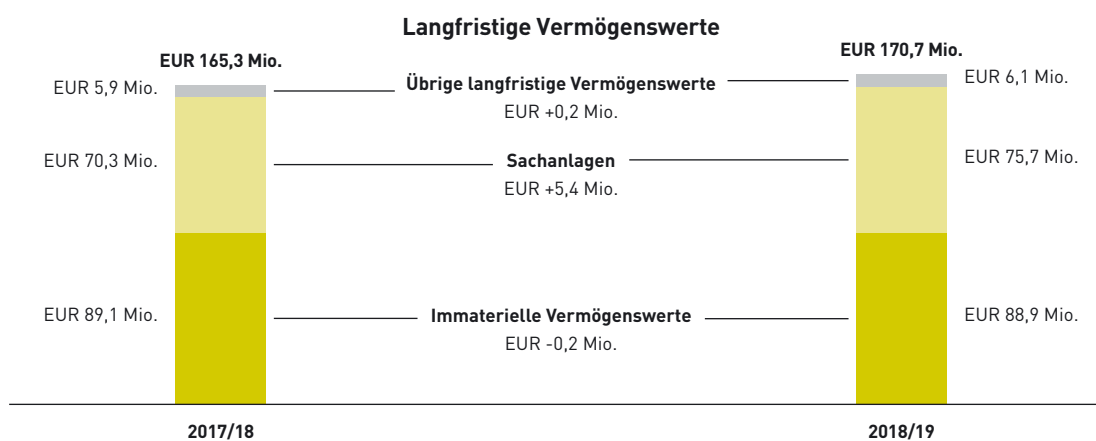 Langfristige Vermögenswerte
EUR 165,3 Mio.
EUR 170,7 Mio.
EUR 5,9 Mio.
Übrige langfristige Vermögenswerte
EUR 6,1 Mio.
EUR +0,2 Mio.
EUR 70,3 Mio.
Sachanlagen
EUR 75,7 Mio.
EUR +5,4 Mio.
EUR 89,1 Mio.
Immaterielle Vermögenswerte
EUR 88,9 Mio.
EUR -0,2 Mio.
2017/18
2018/19